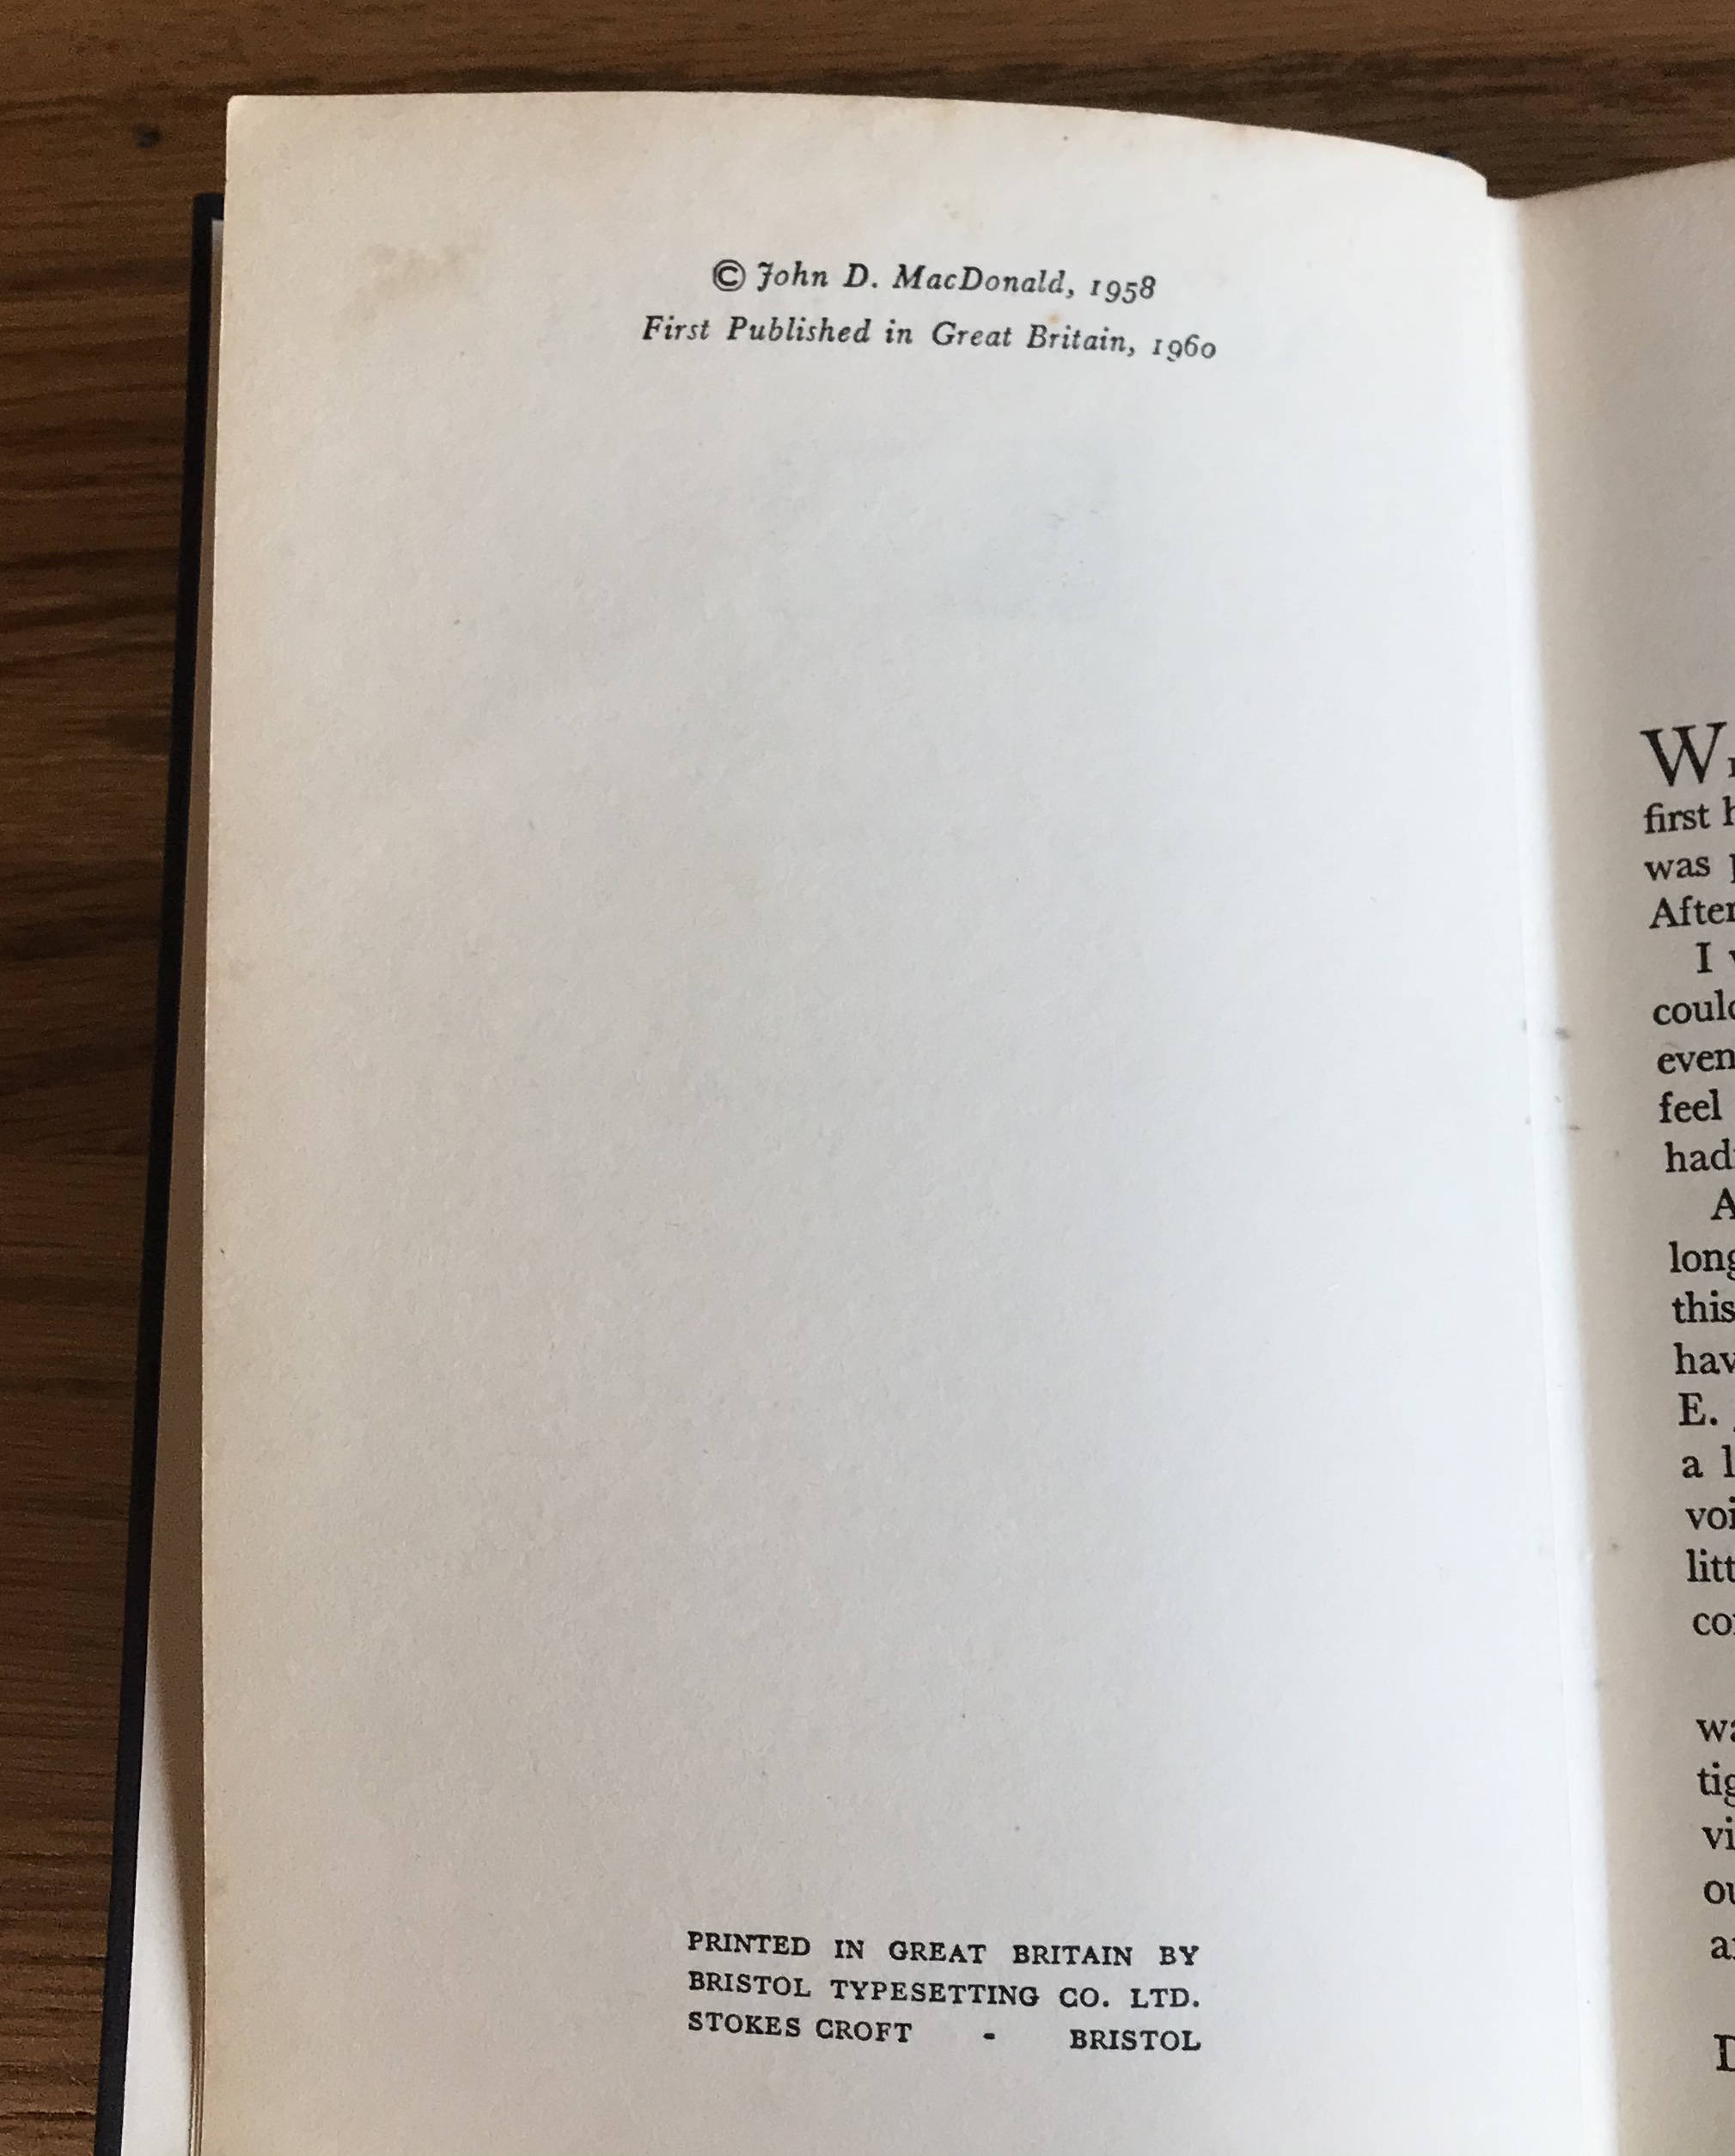 © John D. MacDonald, 1958
First Published in Great Britain, 1960
PRINTED IN GREAT BRITAIN BY
BRISTOL TYPESETTING CO. LTD.
STOKES CROFT - BRISTOL
first
was
After
I
feel
this
E.
a